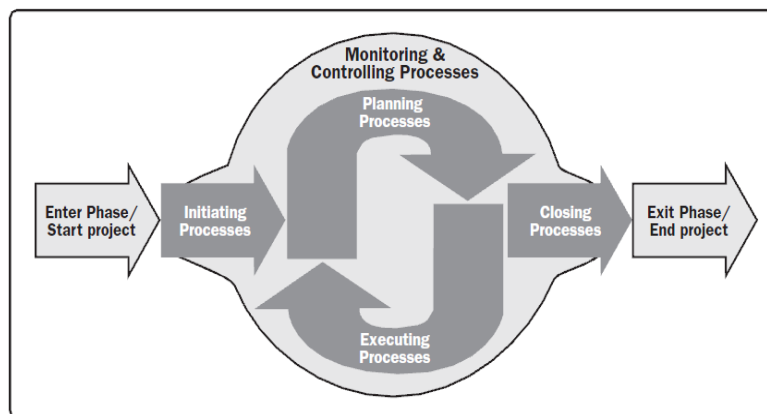 Monitoring &
Controlling Processes
Planning
Processes
Enter Phase/
Start project
Initiating
Processes
Closing
Processes
Exit Phase/
End project
Executing
Processes